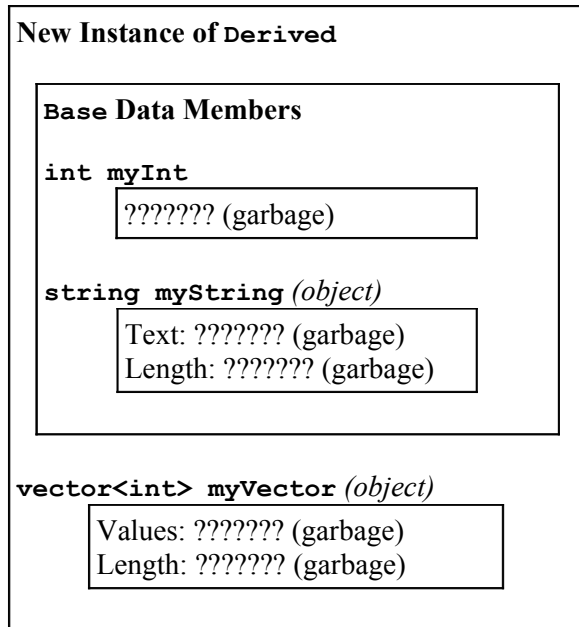 New Instance of Derived
Base Data Members
int myInt
??????? (garbage)
string myString (object)
Text: ??????? (garbage)
Length: ??????? (garbage)
vector<int> myVector (object)
Values: ??????? (garbage)
Length: ??????? (garbage)